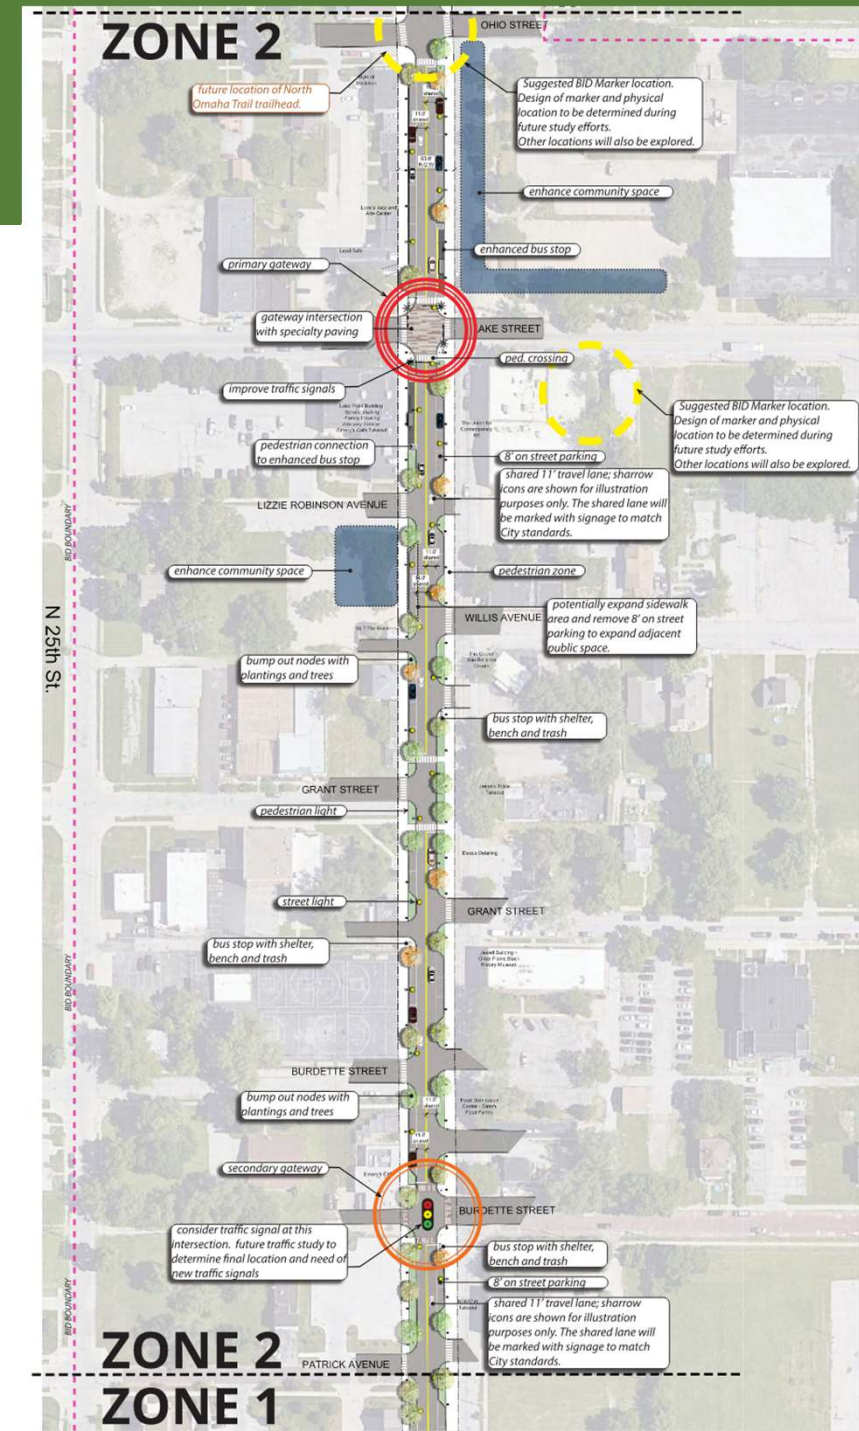 ZONE 2
OHIO STREET
future location of North
Omaha Trail trailhead.
Suggested BID Marker location.
Design of marker and physical
location to be determined during
future study efforts.
Other locations will also be explored.
enhance community space
enhanced bus stop
primary gateway
gateway intersection
with specialty paving
LAKE STREET
ped. crossing
improve traffic signals
Suggested BID Marker location.
Design of marker and physical
location to be determined during
future study efforts.
Other locations will also be explored.
pedestrian connection
to enhanced bus stop
8' on street parking
shared 11' travel lane; sharrow
icons are shown for illustration
purposes only. The shared lane will
be marked with signage to match
City standards.
LIZZIE ROBINSON AVENUE
BID BOUNDARY
enhance community space
pedestrian zone
N 25th St.
WILLIS AVENUE
potentially expand sidewalk
area and remove 8' on street
parking to expand adjacent
public space.
bump out nodes with
plantings and trees
bus stop with shelter,
bench and trash
GRANT STREET
pedestrian light
street light
GRANT STREET
bus stop with shelter,
bench and trash
BID BOUNDARY
BURDETTE STREET
bump out nodes with
plantings and trees
secondary gateway
BURDETTE STREET
consider traffic signal at this
intersection. future traffic study to
determine final location and need of
new traffic signals
bus stop with shelter,
bench and trash
8' on street parking
shared 11' travel lane; sharrow
icons are shown for illustration
purposes only. The shared lane will
be marked with signage to match
City standards.
BID BOUNDARY
ZONE 2
PATRICK AVENUE
ZONE 1